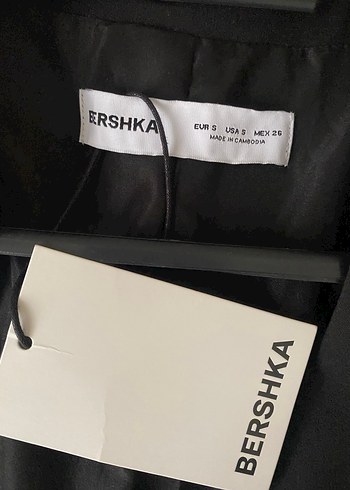 BERSHKA
EUR S USA S MEX 26
MADE IN CAMBODIA
BERSHKA